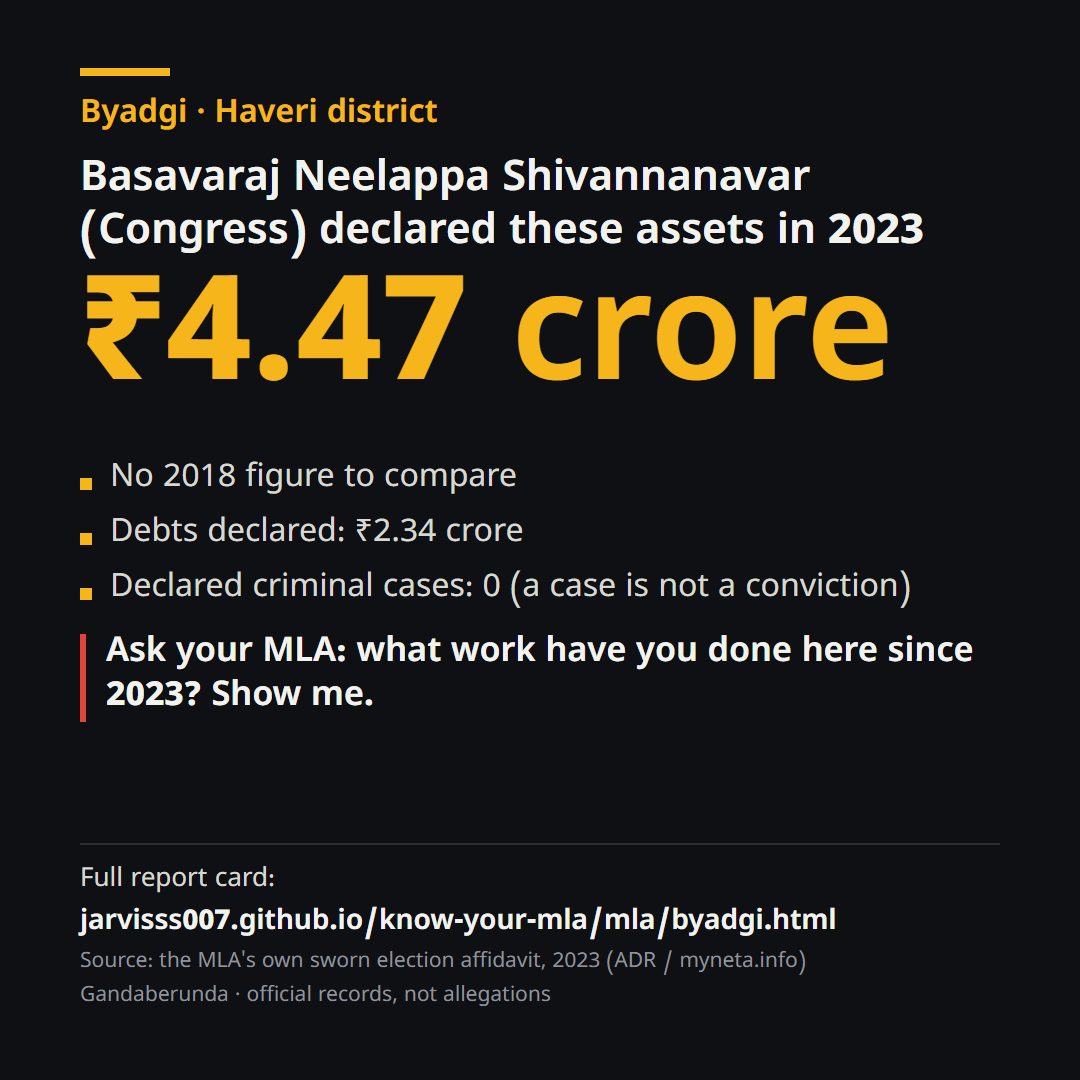 Byadgi · Haveri district
Basavaraj Neelappa Shivannanavar
(Congress) declared these assets in 2023
₹4.47 crore
No 2018 figure to compare
Debts declared: ₹2.34 crore
Declared criminal cases: 0 (a case is not a conviction)
Ask your MLA: what work have you done here since
2023? Show me.
Full report card:
jarvisss007.github.io/know-your-mla/mla/byadgi.html
Source: the MLA's own sworn election affidavit, 2023 (ADR / myneta.info)
Gandaberunda · official records, not allegations